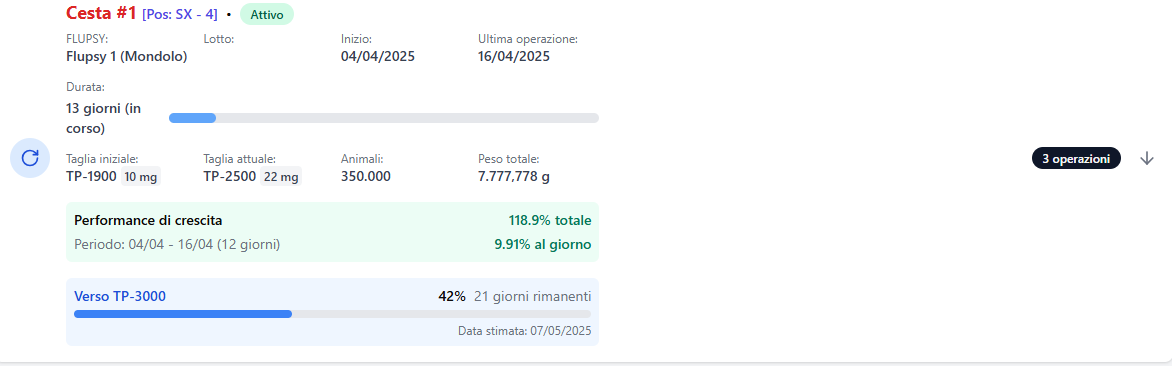 Cesta #1 [Pos: SX - 4] • Attivo
FLUPSY: Lotto: Inizio: Ultima operazione:
Flupsy 1 (Mondolo) 04/04/2025 16/04/2025
Durata:
13 giorni (in
corso)
Taglia iniziale: Taglia attuale: Animali: Peso totale:
TP-1900 10 mg TP-2500 22 mg 350.000 7.777,778 g
3 operazioni
Performance di crescita 118.9% totale
Periodo: 04/04 - 16/04 (12 giorni) 9.91% al giorno
Verso TP-3000 42% 21 giorni rimanenti
Data stimata: 07/05/2025